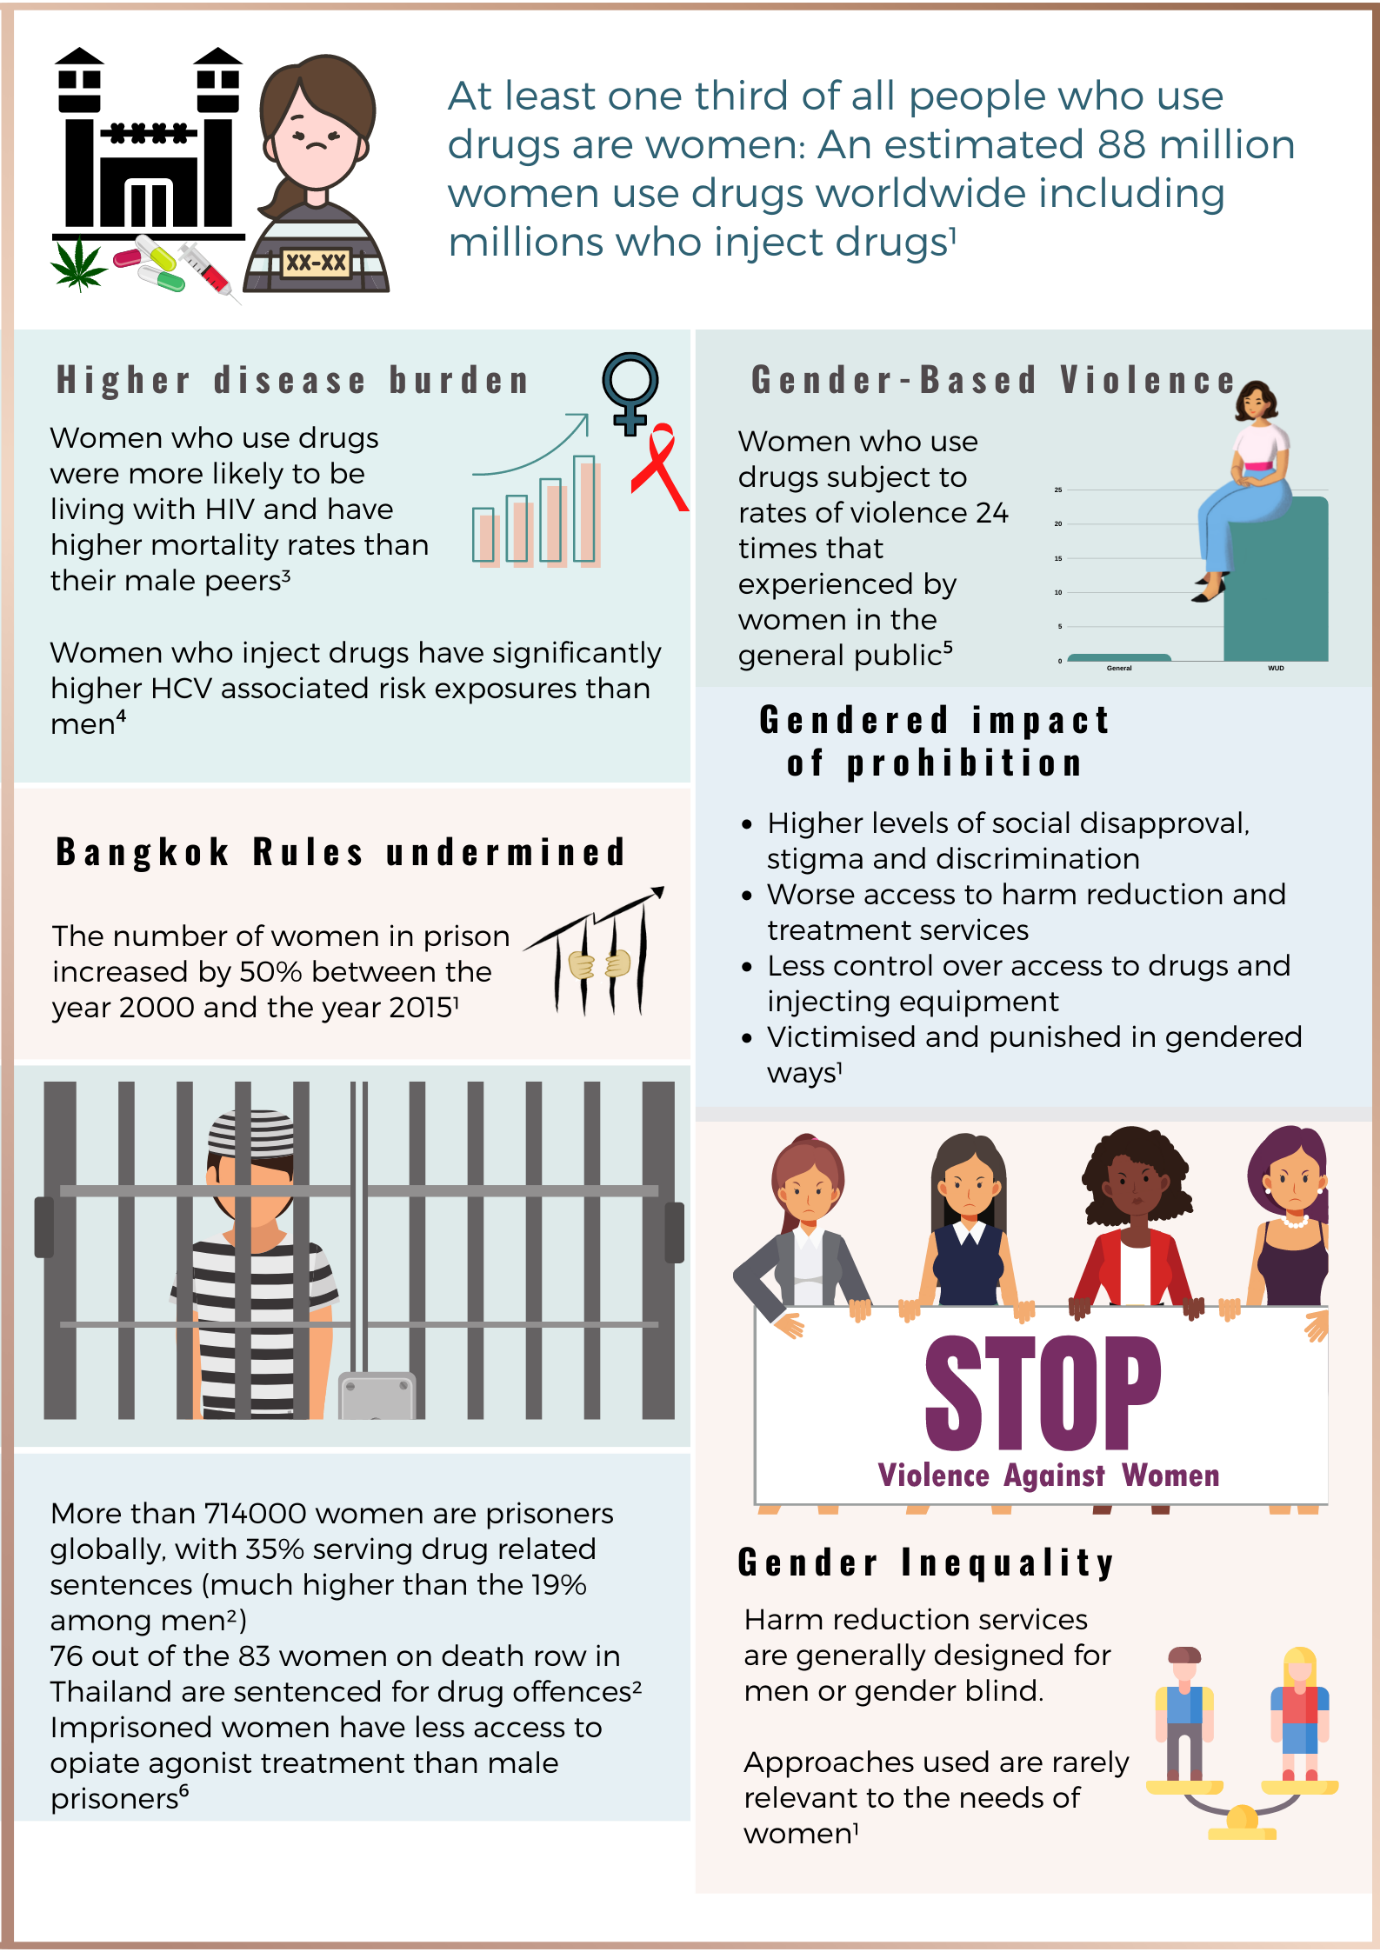 XX-XX
At least one third of all people who use
drugs are women: An estimated 88 million
women use drugs worldwide including
millions who inject drugs¹
Higher disease burden
Women who use drugs
were more likely to be
living with HIV and have
higher mortality rates than
their male peers³
Women who inject drugs have significantly
higher HCV associated risk exposures than
men⁴
Bangkok Rules undermined
The number of women in prison
increased by 50% between the
year 2000 and the year 2015¹
More than 714000 women are prisoners
globally, with 35% serving drug related
sentences (much higher than the 19%
among men²)
76 out of the 83 women on death row in
Thailand are sentenced for drug offences²
Imprisoned women have less access to
opiate agonist treatment than male
prisoners⁶
Gender-Based Violence
Women who use
drugs subject to
rates of violence 24
times that
experienced by
women in the
general public⁵
25
20
15
10
5
0
General WUD
Gendered impact
of prohibition
• Higher levels of social disapproval,
stigma and discrimination
• Worse access to harm reduction and
treatment services
• Less control over access to drugs and
injecting equipment
• Victimised and punished in gendered
ways¹
STOP
Violence Against Women
Gender Inequality
Harm reduction services
are generally designed for
men or gender blind.
Approaches used are rarely
relevant to the needs of
women¹